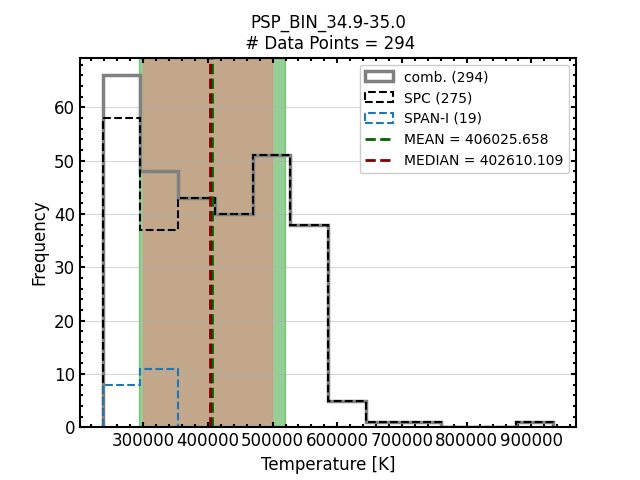 PSP_BIN_34.9-35.0
# Data Points = 294
comb. (294)
SPC (275)
SPAN-I (19)
MEAN = 406025.658
MEDIAN = 402610.109
Frequency
60
50
40
30
20
10
0
300000 400000 500000 600000 700000 800000 900000
Temperature [K]